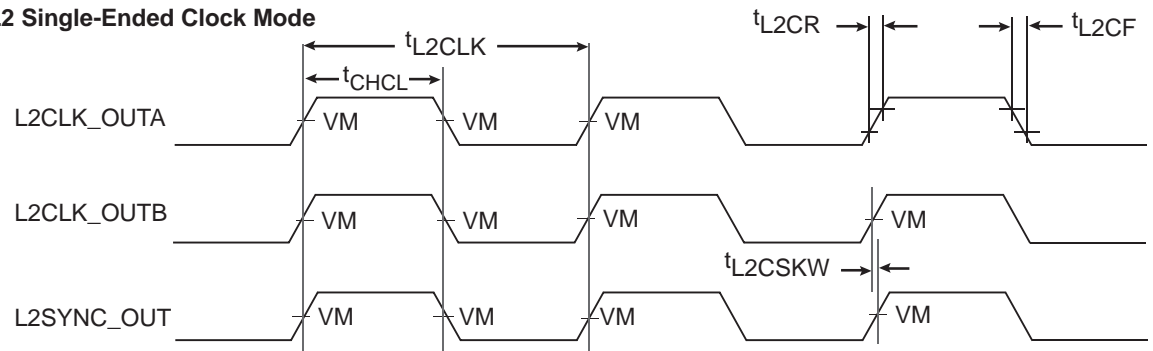 L2 Single-Ended Clock Mode
tL2CR
tL2CF
tL2CLK
tCHCL
L2CLK_OUTA
VM VM VM
L2CLK_OUTB
VM VM VM VM
tL2CSKW
L2SYNC_OUT
VM VM VM VM